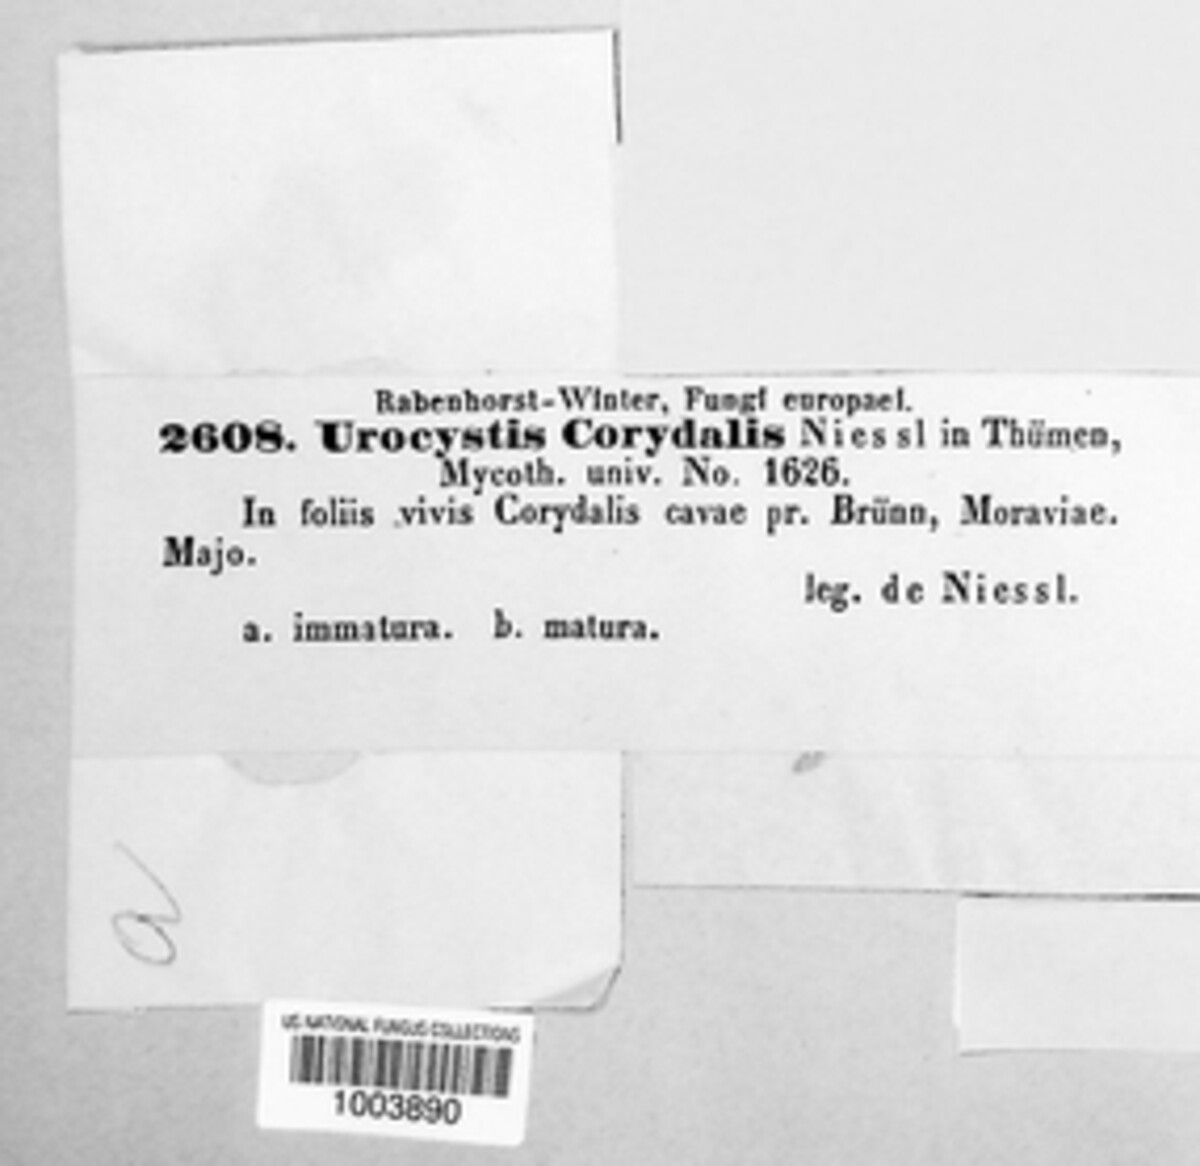 Rabenhorst-Winter, Fungi europaei.
2608. Urocystis Corydalis Niessl in Thümen,
Mycoth. univ. No. 1626.
In foliis vivis Corydalis cavae pr. Brünn, Moraviae.
Majo.
leg. de Niessl.
a. immatura. b. matura.
a
US NATIONAL FUNGUS COLLECTIONS
1003890